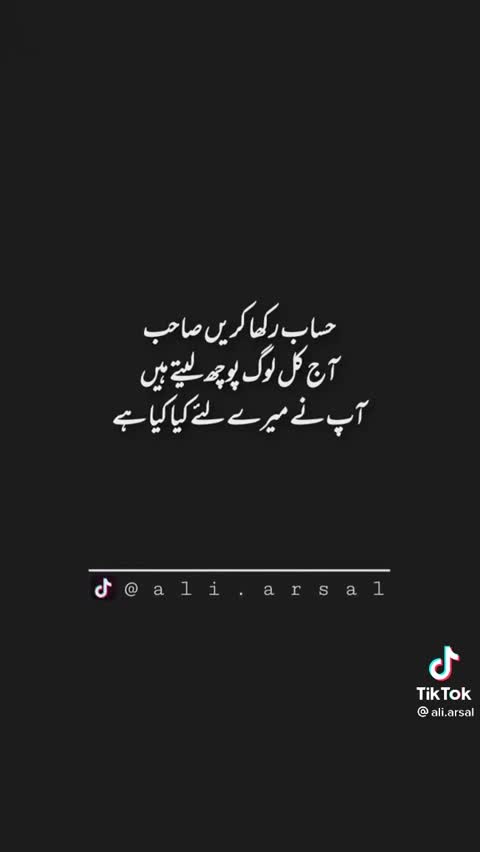 حساب رکھا کریں صاحب
آج کل لوگ پوچھ لیتے ہیں
آپ نے میرے لئے کیا کیا ہے
@ali.arsal
TikTok
@ali.arsal